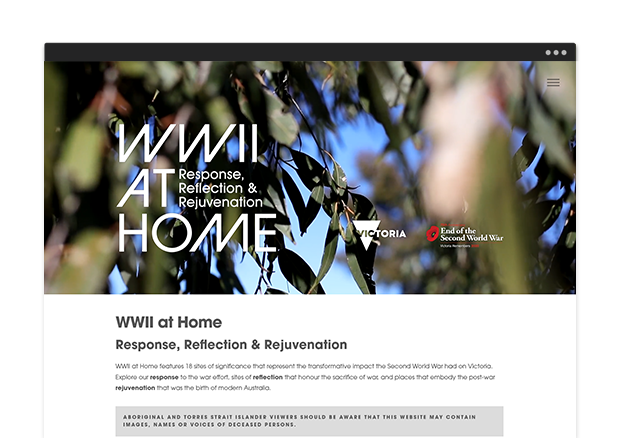 WWII
AT
Response,
Reflection &
Rejuvenation
HOME
VICTORIA
End of the
Second World War
WWII at Home
Response, Reflection & Rejuvenation
WWII at Home features 18 sites of significance that represent the transformative impact the Second World War had on Victoria.
Explore our response to the war effort, sites of reflection that honour the sacrifice of war, and places that embody the post-war
rejuvenation that was the birth of modern Australia.
ABORIGINAL AND TORRES STRAIT ISLANDER VIEWERS SHOULD BE AWARE THAT THIS WEBSITE MAY CONTAIN
IMAGES, NAMES OR VOICES OF DECEASED PERSONS.